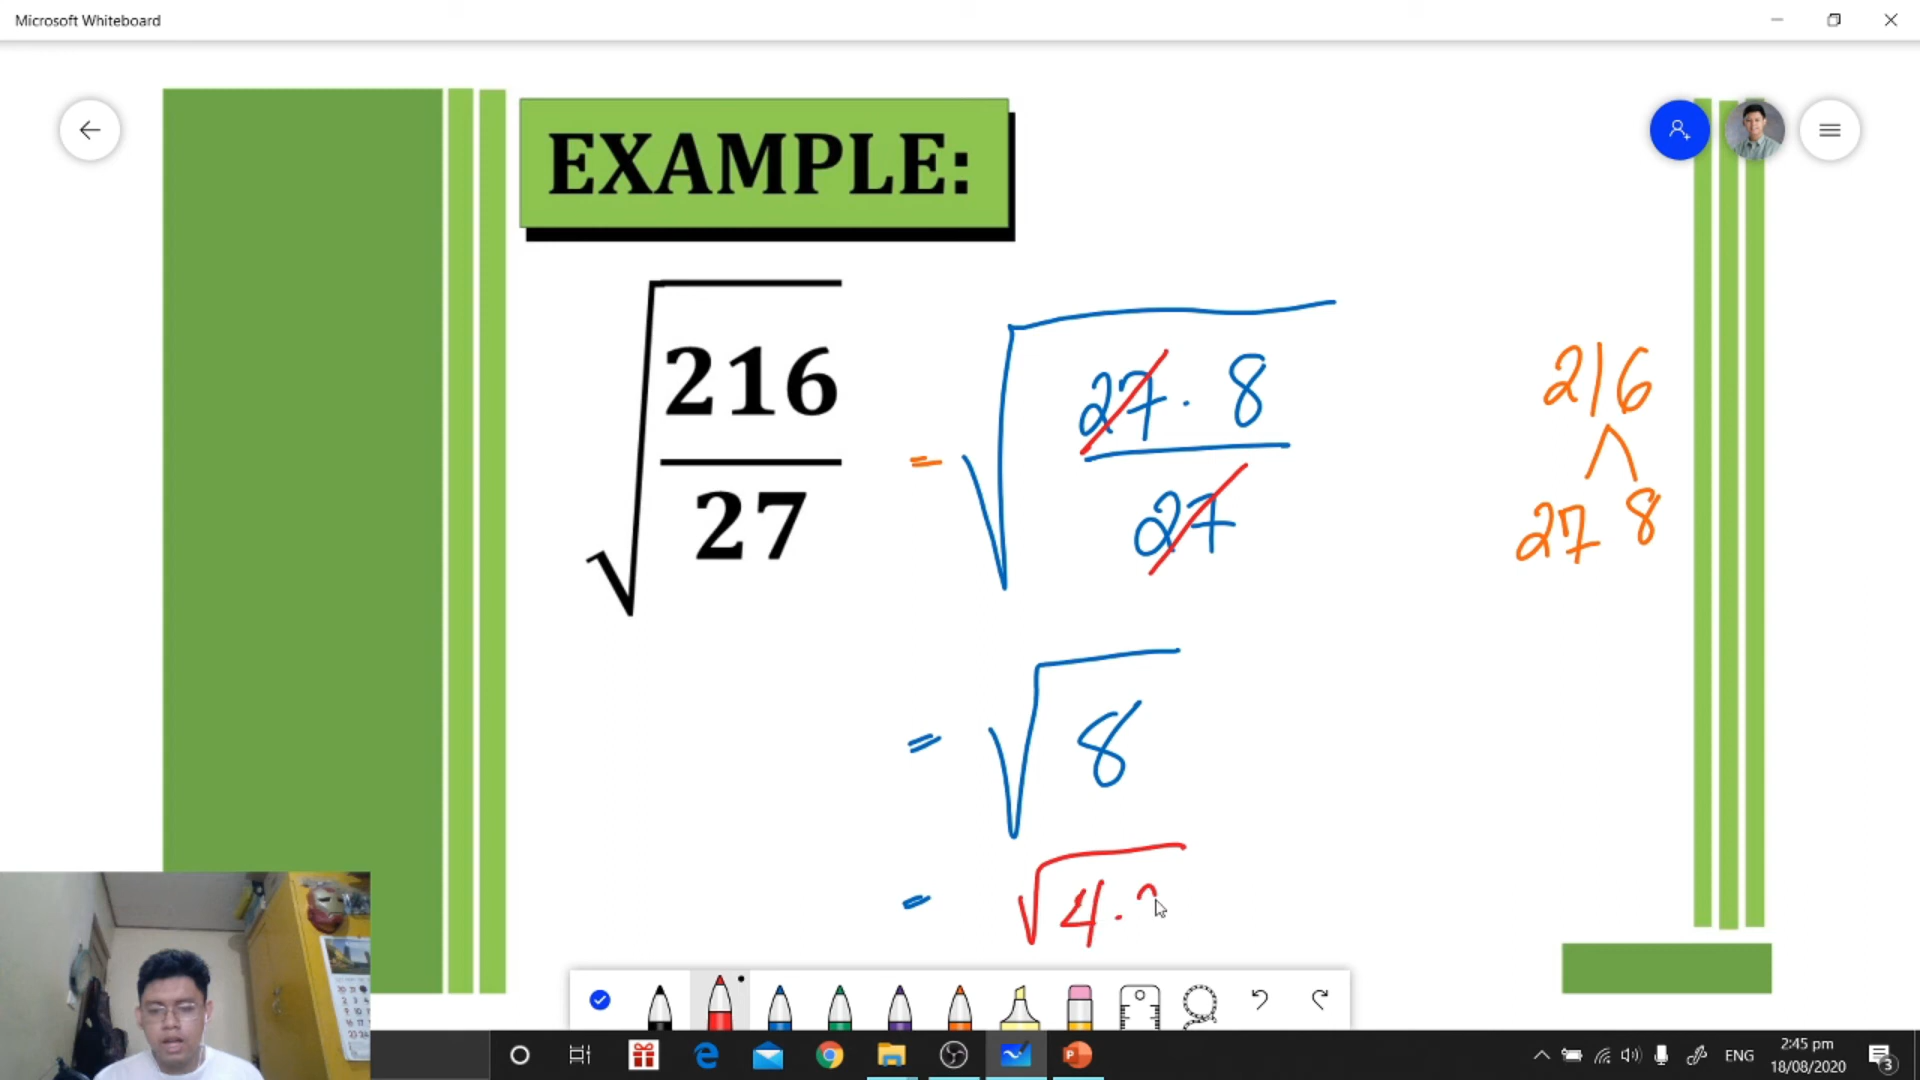 Microsoft Whiteboard
EXAMPLE:
√216/27 = √27 · 8/27
216
27 8
= √8
= √4 ·
ENG
2:45 pm
18/08/2020
3